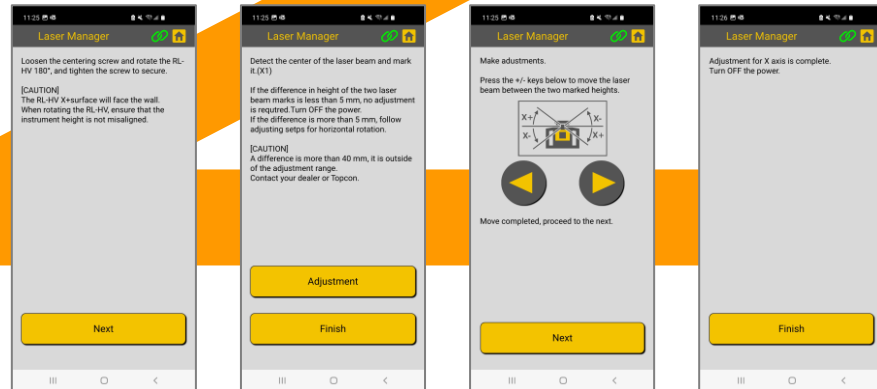 11:25
Laser Manager
Loosen the centering screw and rotate the RL-
HV 180°, and tighten the screw to secure.
[CAUTION]
The RL-HV X+surface will face the wall.
When rotating the RL-HV, ensure that the
instrument height is not misaligned.
Next
11:25
Laser Manager
Detect the center of the laser beam and mark
it.(X1)
If the difference in height of the two laser
beam marks is less than 5 mm, no adjustment
is requtred.Turn OFF the power.
If the difference is more than 5 mm, follow
adjusting setps for horizontal rotation.
[CAUTION]
A difference is more than 40 mm, it is outside
of the adjustment range.
Contact your dealer or Topcon.
Adjustment
Finish
11:25
Laser Manager
Make adustments.
Press the +/- keys below to move the laser
beam between the two marked heights.
X+ X-
X- X+
Move completed, proceed to the next.
Next
11:26
Laser Manager
Adjustment for X axis is complete.
Turn OFF the power.
Finish